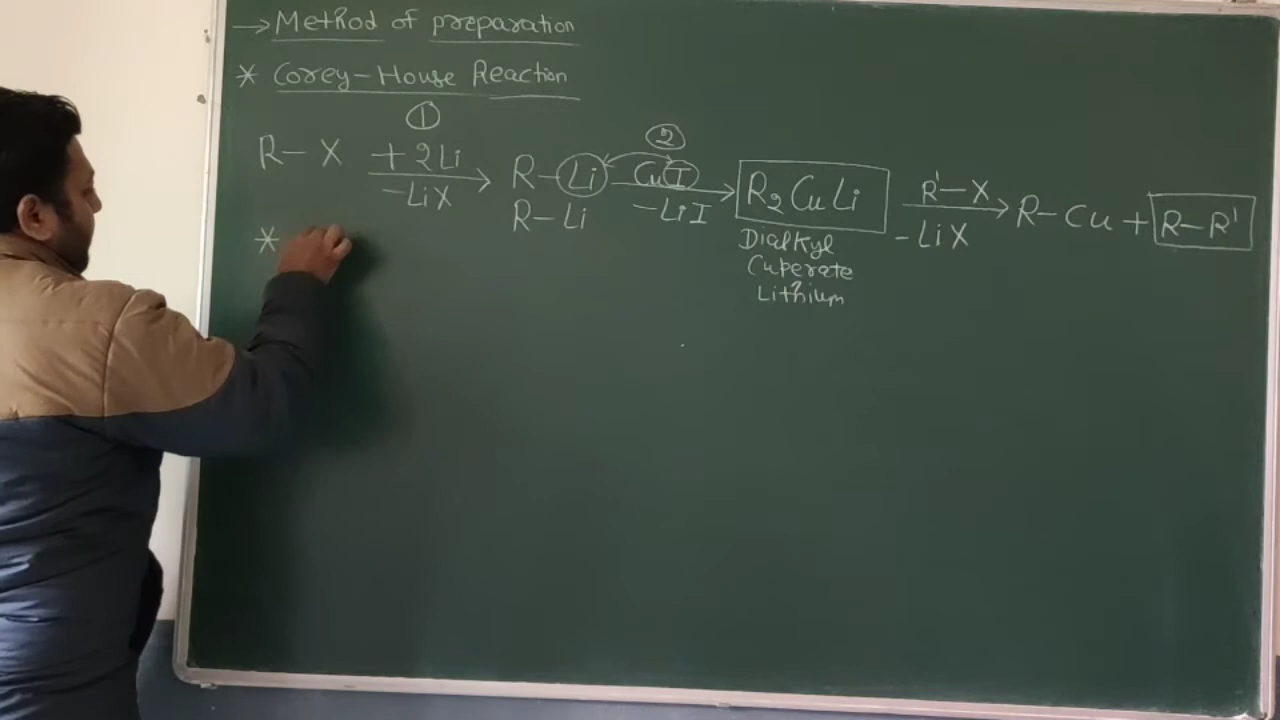 → Method of preparation
* Corey-House Reaction
①
R-X +2Li -LiX → R-Li R-Li
② CuI -LiI → R₂CuLi R'-X -LiX → R-Cu + R-R'
Dialkyl
Cuperate
Lithium
*